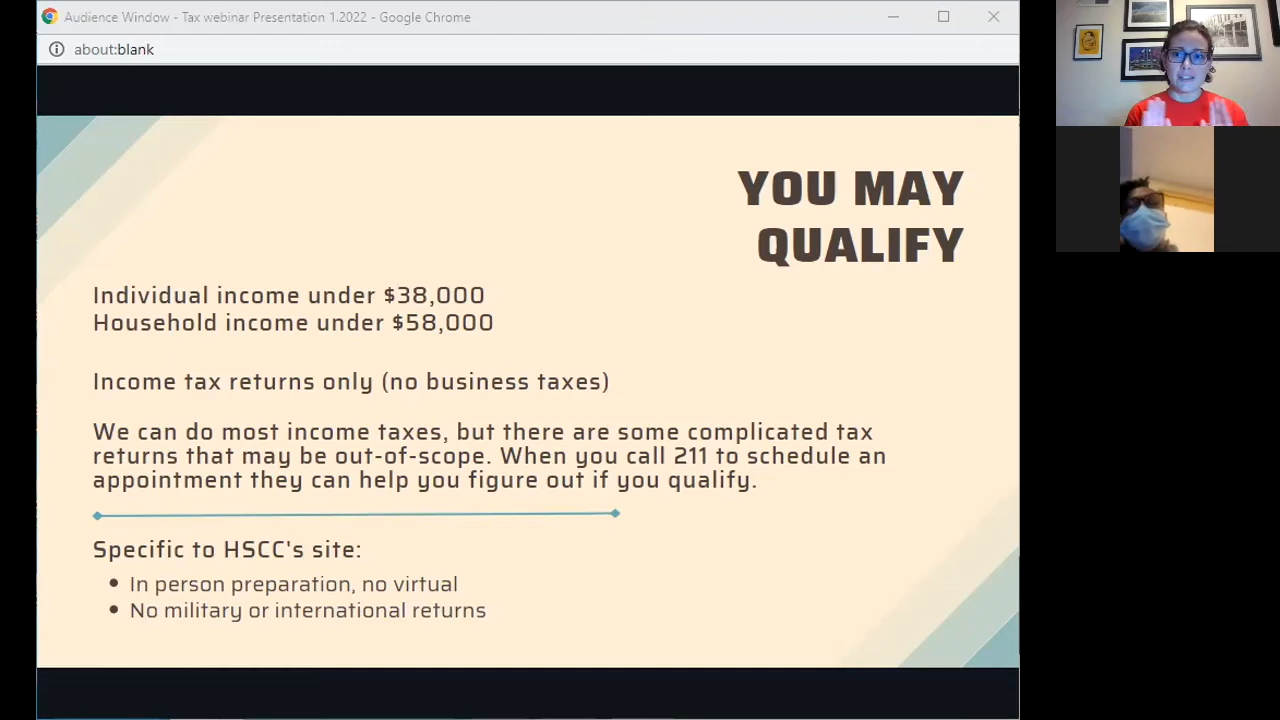 Audience Window - Tax webinar Presentation 1.2022 - Google Chrome
about:blank
YOU MAY
QUALIFY
Individual income under $38,000
Household income under $58,000
Income tax returns only (no business taxes)
We can do most income taxes, but there are some complicated tax
returns that may be out-of-scope. When you call 211 to schedule an
appointment they can help you figure out if you qualify.
Specific to HSCC's site:
In person preparation, no virtual
No military or international returns